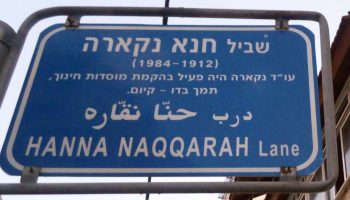 שביל חנא נקארה
(1984-1912)
עו"ד נקארה היה פעיל בהקמת מוסדות חינוך,
תמך בדו - קיום.
درب حنّا نقّاره
HANNA NAQQARAH Lane